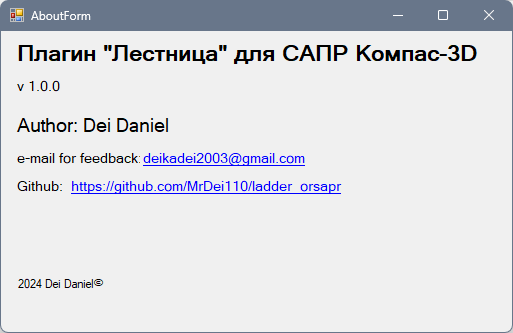 AboutForm
Плагин "Лестница" для САПР Компас-3D
v 1.0.0
Author: Dei Daniel
e-mail for feedback: deikadei2003@gmail.com
Github: https://github.com/MrDei110/ladder_orsapr
2024 Dei Daniel®